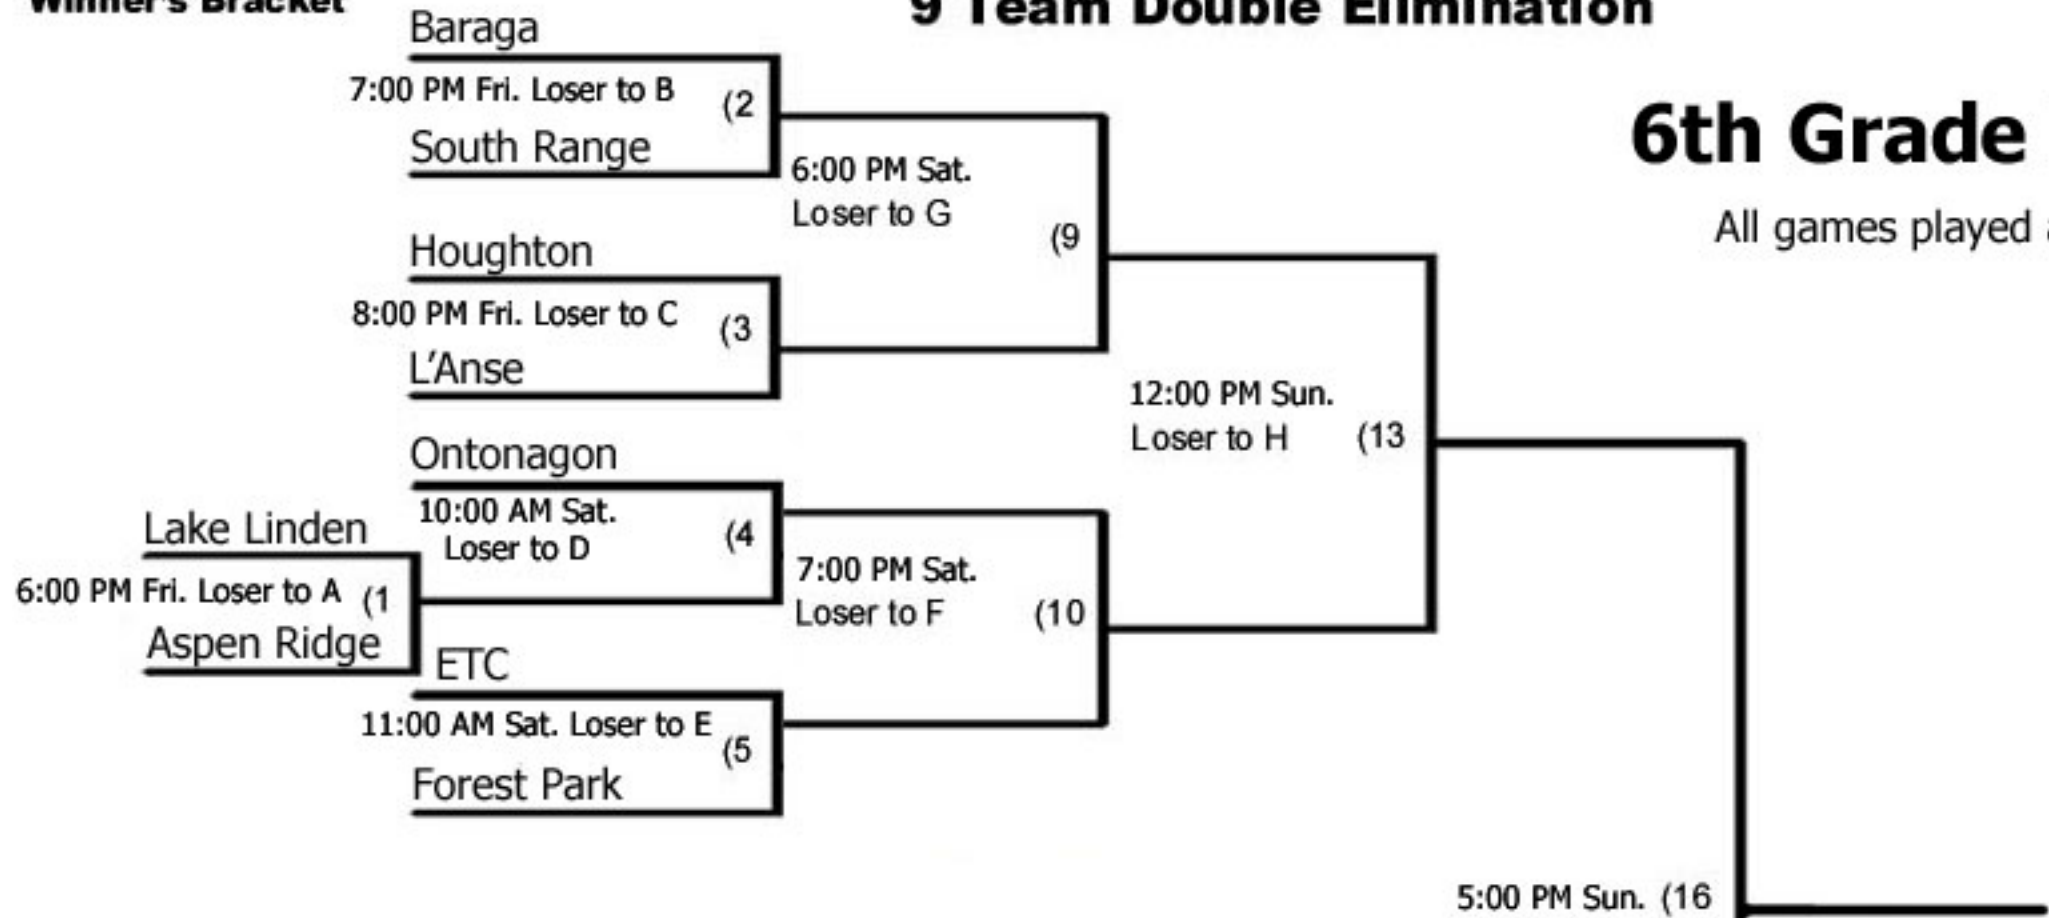 Winner's Bracket
9 Team Double Elimination
Baraga
7:00 PM Fri. Loser to B
(2
South Range
6:00 PM Sat.
Loser to G
(9
Houghton
8:00 PM Fri. Loser to C
(3
L'Anse
6th Grade
All games played
12:00 PM Sun.
Loser to H
(13
Ontonagon
10:00 AM Sat.
Loser to D
(4
Lake Linden
6:00 PM Fri. Loser to A
(1
Aspen Ridge
7:00 PM Sat.
Loser to F
(10
ETC
11:00 AM Sat. Loser to E
(5
Forest Park
5:00 PM Sun. (16